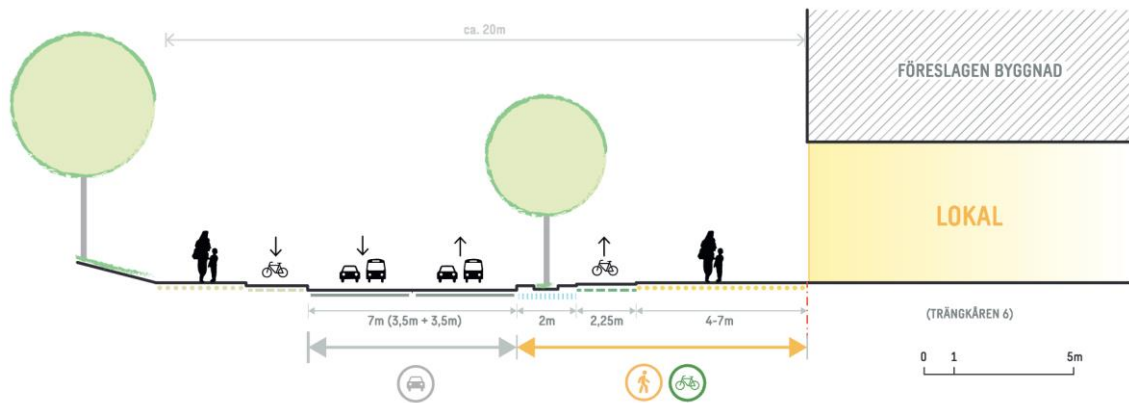 ca. 20m
FÖRESLAGEN BYGGNAD
LOKAL
7m (3,5m + 3,5m)
2m
2,25m
4-7m
(TRÄNGKÅREN 6)
0 1 5m